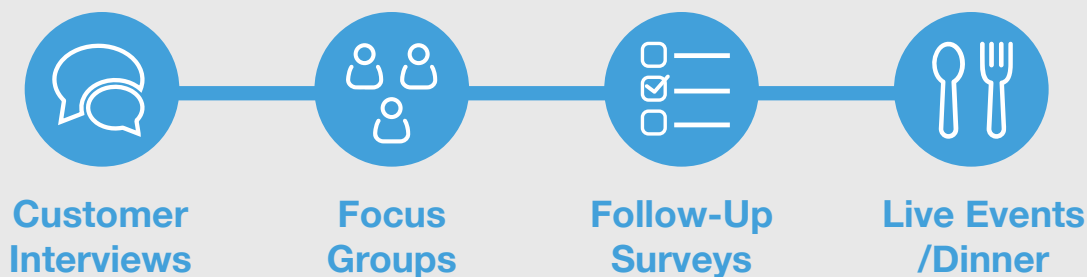 Customer
Interviews
Focus
Groups
Follow-Up
Surveys
Live Events
/Dinner